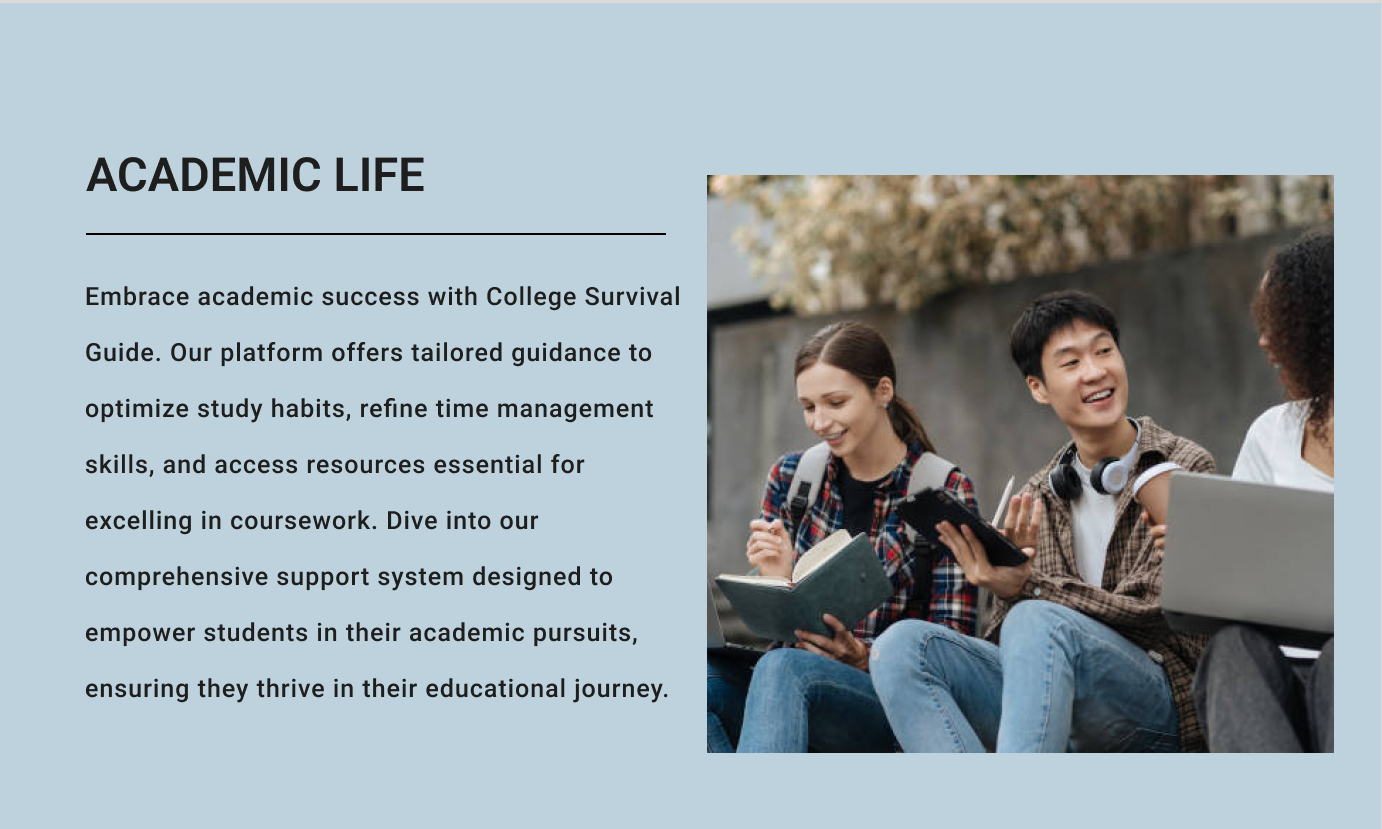 ACADEMIC LIFE
Embrace academic success with College Survival
Guide. Our platform offers tailored guidance to
optimize study habits, refine time management
skills, and access resources essential for
excelling in coursework. Dive into our
comprehensive support system designed to
empower students in their academic pursuits,
ensuring they thrive in their educational journey.